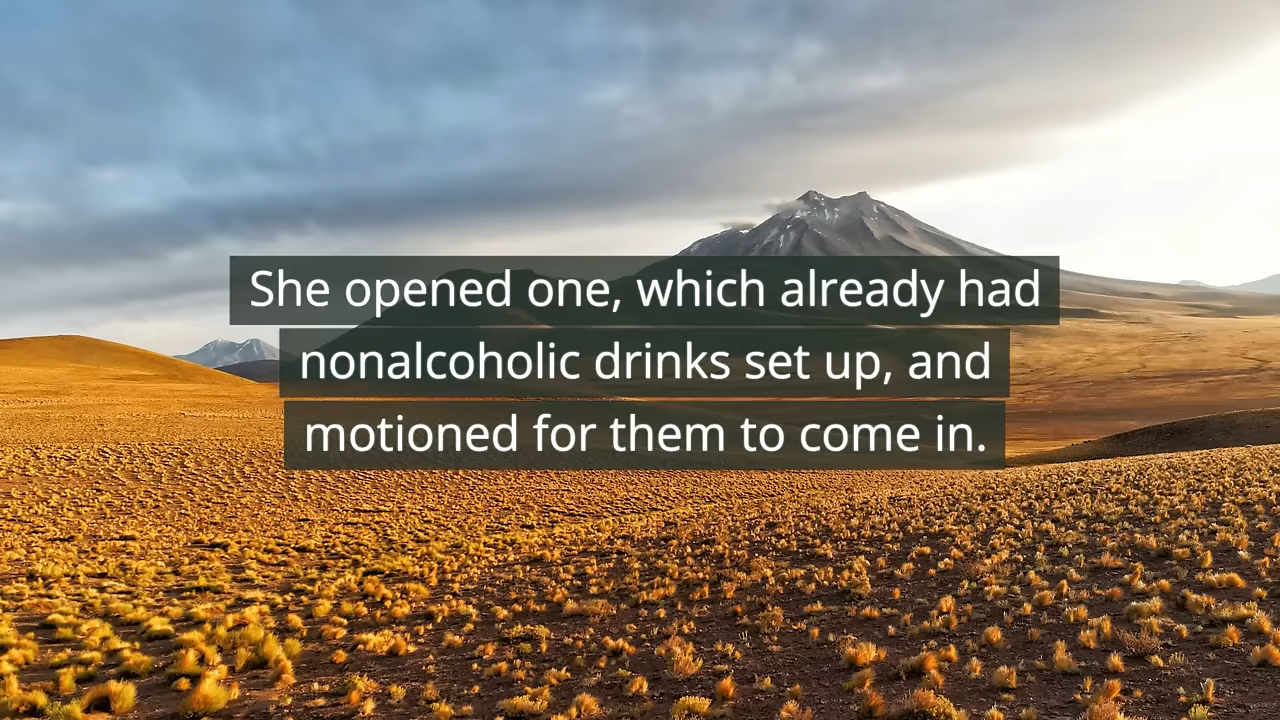 She opened one, which already had
nonalcoholic drinks set up, and
motioned for them to come in.